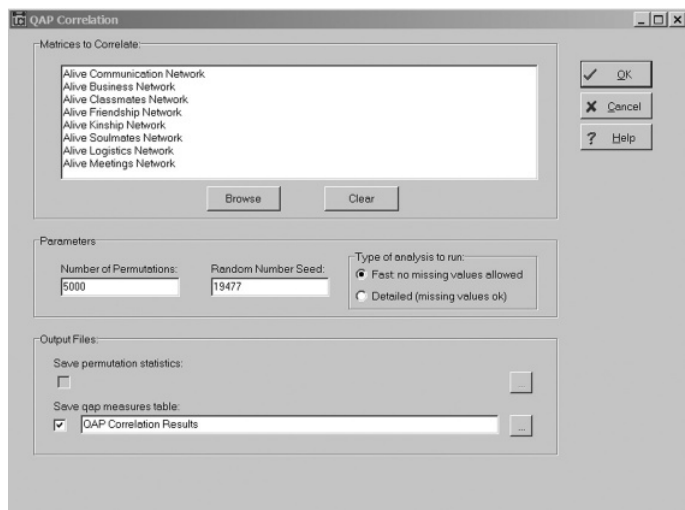 QAP Correlation
Matrices to Correlate:
Alive Communication Network
Alive Business Network
Alive Classmates Network
Alive Friendship Network
Alive Kinship Network
Alive Soulmates Network
Alive Logistics Network
Alive Meetings Network
Browse
Clear
OK
Cancel
? Help
Parameters
Number of Permutations:
5000
Random Number Seed:
19477
Type of analysis to run:
Fast: no missing values allowed
Detailed (missing values ok)
Output Files:
Save permutation statistics:
...
Save qap measures table:
QAP Correlation Results
...